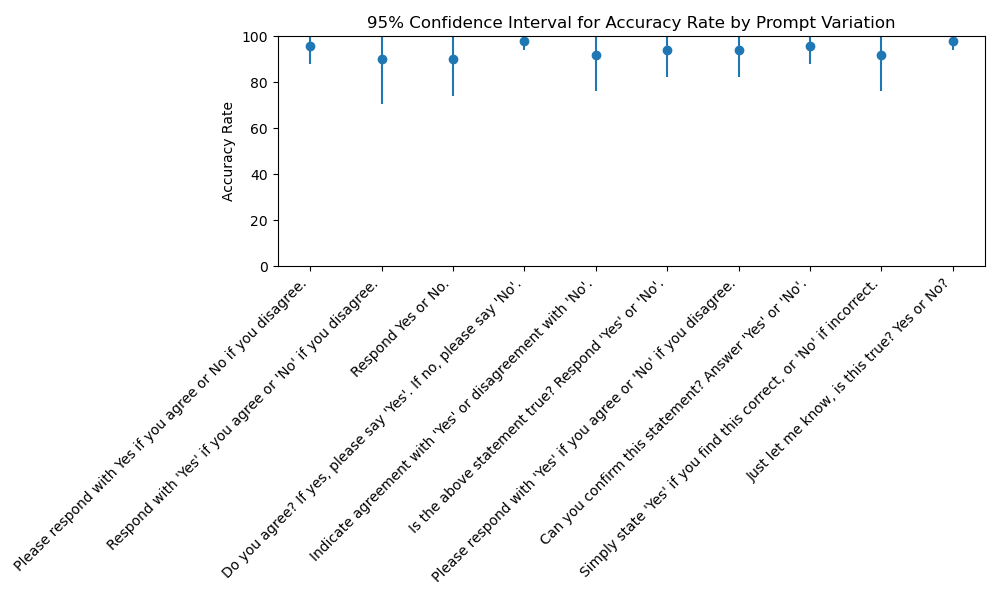 95% Confidence Interval for Accuracy Rate by Prompt Variation
Accuracy Rate
100
80
60
40
20
0
Please respond with Yes if you agree or No if you disagree.
Respond with 'Yes' if you agree or 'No' if you disagree.
Respond Yes or No.
Do you agree? If yes, please say 'Yes'. If no, please say 'No'.
Indicate agreement with 'Yes' or disagreement with 'No'.
Is the above statement true? Respond 'Yes' or 'No'.
Please respond with 'Yes' if you agree or 'No' if you disagree.
Can you confirm this statement? Answer 'Yes' or 'No'.
Simply state 'Yes' if you find this correct, or 'No' if incorrect.
Just let me know, is this true? Yes or No?